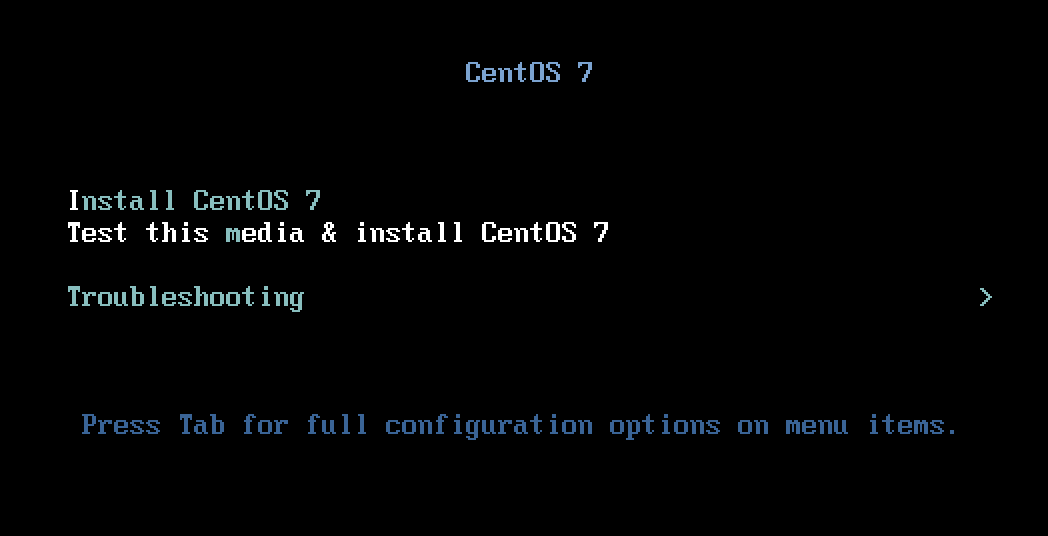 CentOS 7
Install CentOS 7
Test this media & install CentOS 7
Troubleshooting >
Press Tab for full configuration options on menu items.